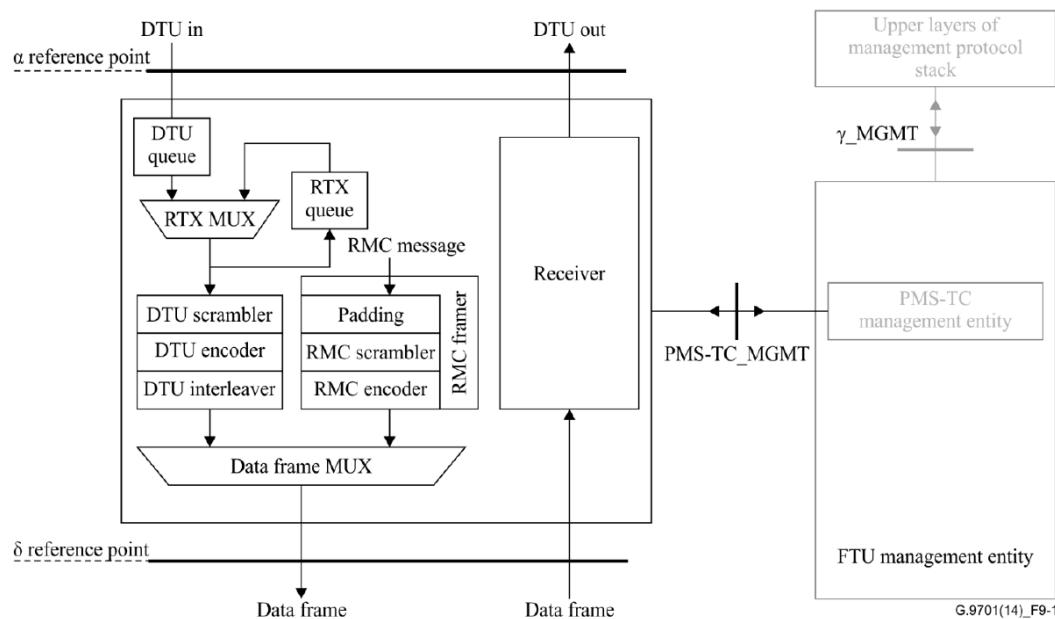 DTU in
DTU out
α reference point
Upper layers of
management protocol
stack
γ_MGMT
DTU
queue
RTX
queue
RTX MUX
RMC message
Receiver
DTU scrambler
DTU encoder
DTU interleaver
Padding
RMC scrambler
RMC encoder
RMC framer
PMS-TC
management entity
PMS-TC_MGMT
Data frame MUX
δ reference point
FTU management entity
Data frame
Data frame
G.9701(14)_F9-1